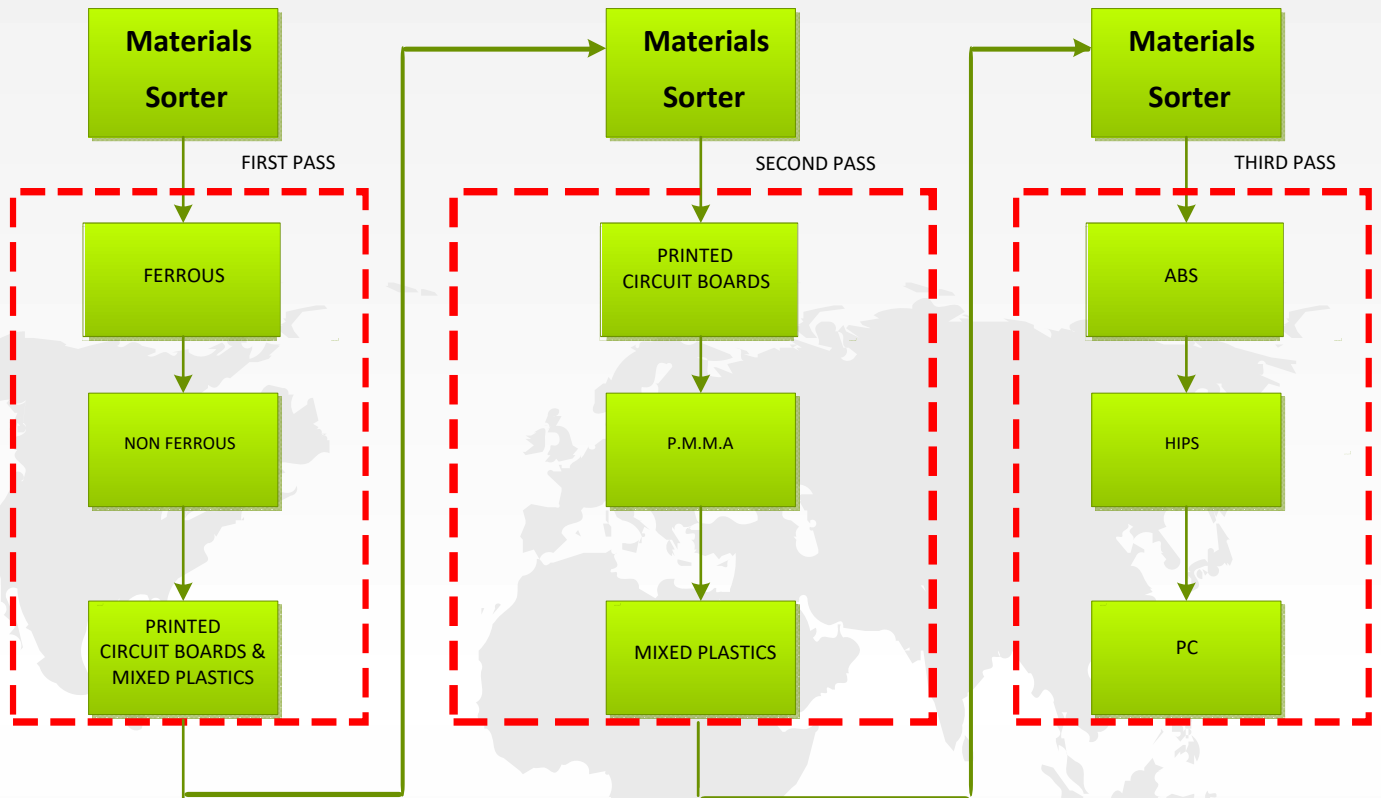 Materials
Sorter
FIRST PASS
FERROUS
NON FERROUS
PRINTED
CIRCUIT BOARDS &
MIXED PLASTICS
Materials
Sorter
SECOND PASS
PRINTED
CIRCUIT BOARDS
P.M.M.A
MIXED PLASTICS
Materials
Sorter
THIRD PASS
ABS
HIPS
PC